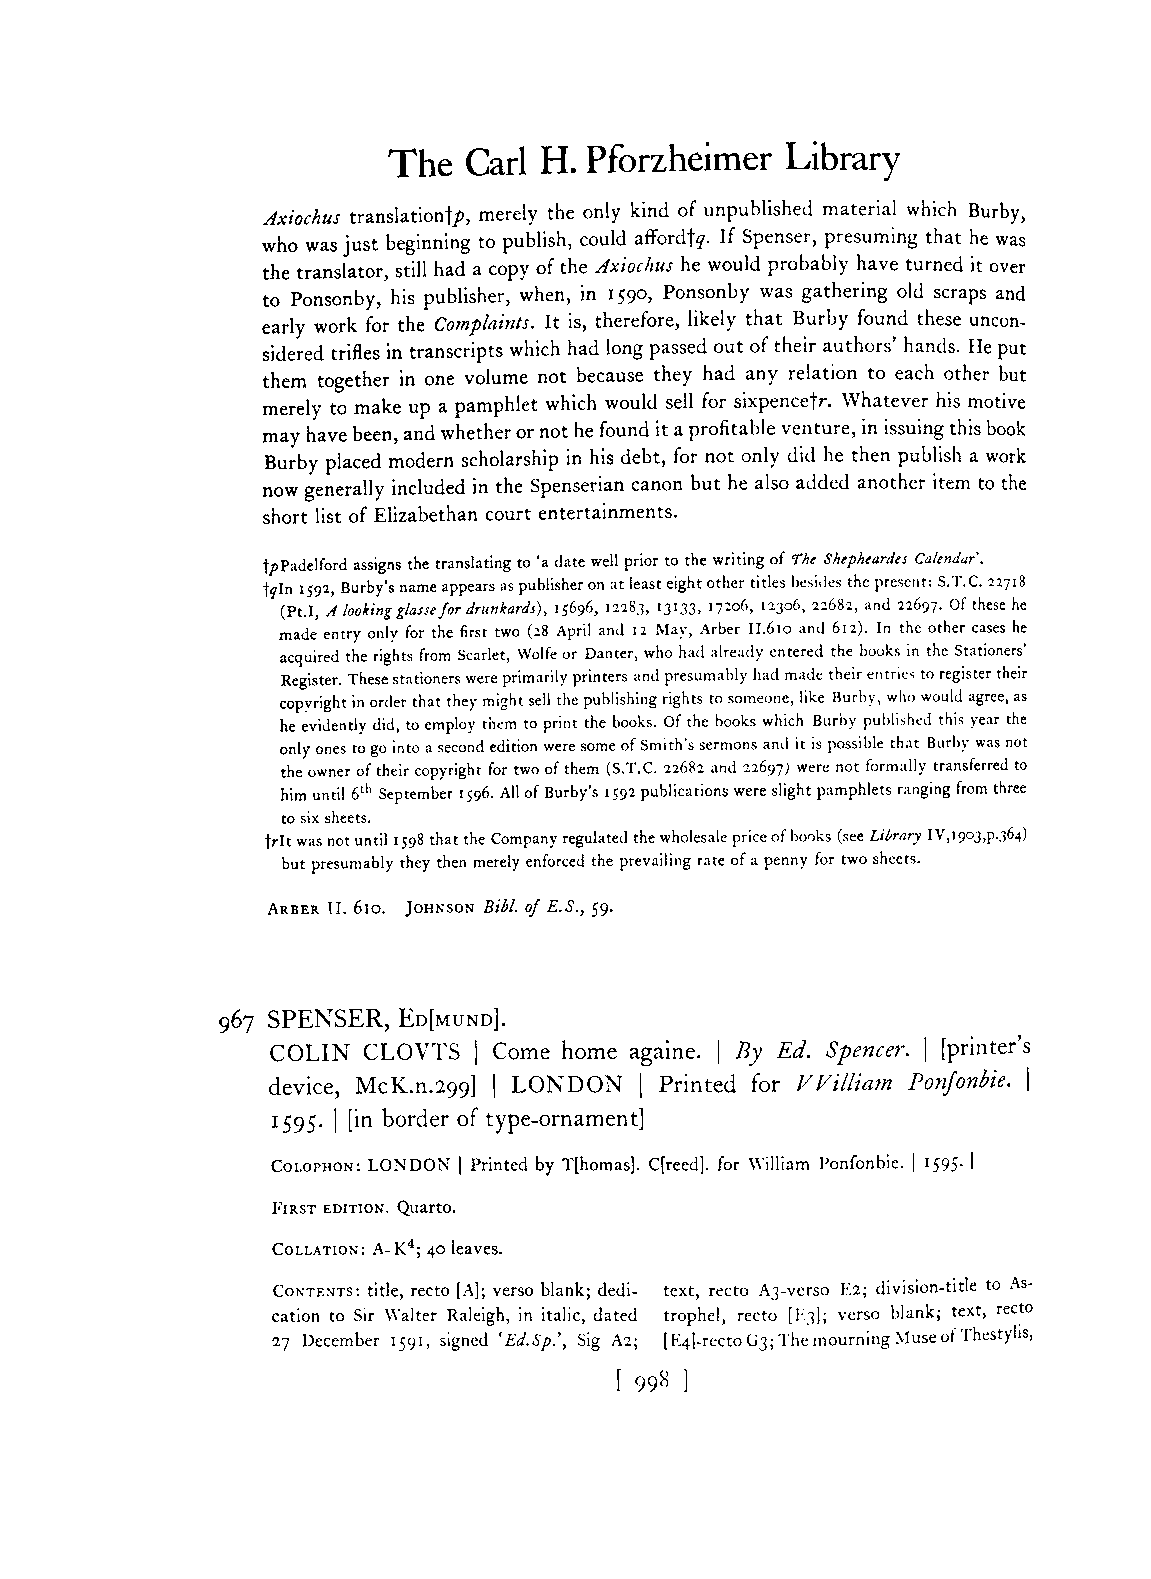 The Carl H. Pforzheimer Library
Axiochus translation†p, merely the only kind of unpublished material which Burby,
who was just beginning to publish, could afford†q. If Spenser, presuming that he was
the translator, still had a copy of the Axiochus he would probably have turned it over
to Ponsonby, his publisher, when, in 1590, Ponsonby was gathering old scraps and
early work for the Complaints. It is, therefore, likely that Burby found these uncon-
sidered trifles in transcripts which had long passed out of their authors' hands. He put
them together in one volume not because they had any relation to each other but
merely to make up a pamphlet which would sell for sixpence†r. Whatever his motive
may have been, and whether or not he found it a profitable venture, in issuing this book
Burby placed modern scholarship in his debt, for not only did he then publish a work
now generally included in the Spenserian canon but he also added another item to the
short list of Elizabethan court entertainments.
†pPadelford assigns the translating to 'a date well prior to the writing of The Shepheardes Calendar'.
†qIn 1592, Burby's name appears as publisher on at least eight other titles besides the present: S.T.C. 22718
(Pt.I, A looking glasse for drunkards), 15696, 12283, 13133, 17206, 12306, 22682, and 22697. Of these he
made entry only for the first two (28 April and 12 May, Arber II.610 and 612). In the other cases he
acquired the rights from Scarlet, Wolfe or Danter, who had already entered the books in the Stationers'
Register. These stationers were primarily printers and presumably had made their entries to register their
copyright in order that they might sell the publishing rights to someone, like Burby, who would agree, as
he evidently did, to employ them to print the books. Of the books which Burby published this year the
only ones to go into a second edition were some of Smith's sermons and it is possible that Burby was not
the owner of their copyright for two of them (S.T.C. 22682 and 22697) were not formally transferred to
him until 6th September 1596. All of Burby's 1592 publications were slight pamphlets ranging from three
to six sheets.
†rIt was not until 1598 that the Company regulated the wholesale price of books (see Library IV,1903,p.364)
but presumably they then merely enforced the prevailing rate of a penny for two sheets.
ARBER II. 610. JOHNSON Bibl. of E.S., 59.
967 SPENSER, ED[MUND].
COLIN CLOVTS | Come home againe. | By Ed. Spencer. | [printer's
device, McK.n.299] | LONDON | Printed for VVilliam Ponſonbie. |
1595. | [in border of type-ornament]
COLOPHON: LONDON | Printed by T[homas]. C[reed]. for William Ponſonbie. | 1595. |
FIRST EDITION. Quarto.
COLLATION: A-K4; 40 leaves.
CONTENTS: title, recto [A]; verso blank; dedi-
cation to Sir Walter Raleigh, in italic, dated
27 December 1591, signed 'Ed.Sp.', Sig A2;
text, recto A3-verso E2; division-title to As-
trophel, recto [E3]; verso blank; text, recto
[E4]-recto G3; The mourning Muse of Thestylis,
[ 998 ]